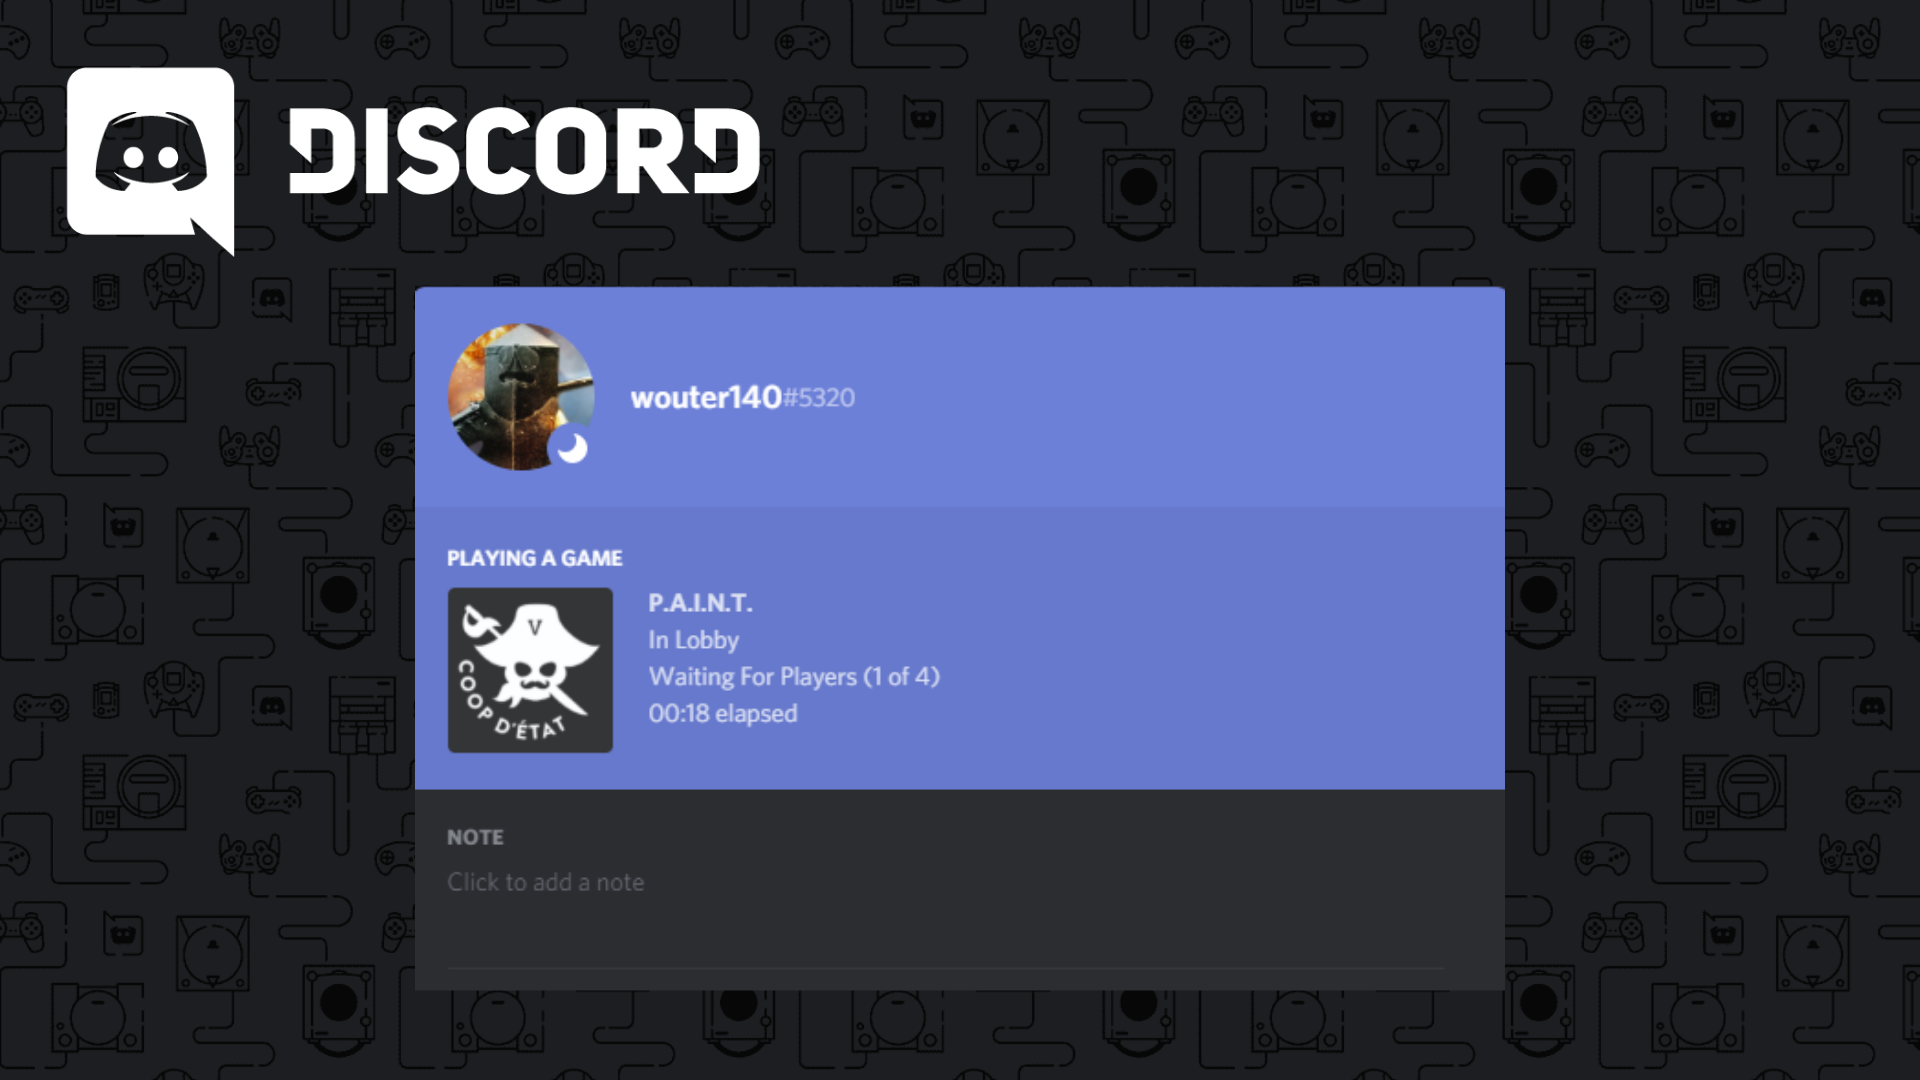 DISCORD
wouter140#5320
PLAYING A GAME
V
COOP D'ÉTAT
P.A.I.N.T.
In Lobby
Waiting For Players (1 of 4)
00:18 elapsed
NOTE
Click to add a note